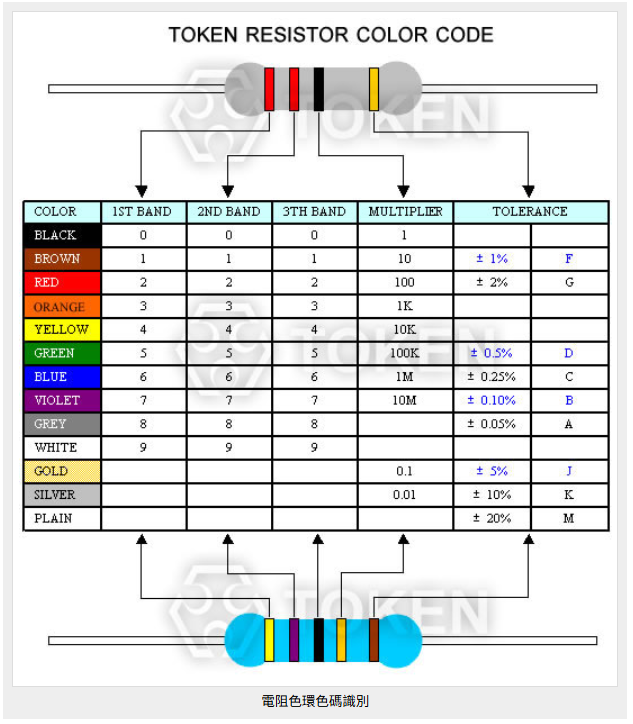 TOKEN RESISTOR COLOR CODE
TOKEN
COLOR 1ST BAND 2ND BAND 3TH BAND MULTIPLIER TOLERANCE
BLACK 0 0 0 1
BROWN 1 1 1 10 ± 1% F
RED 2 2 2 100 ± 2% G
ORANGE 3 3 3 1K
YELLOW 4 4 4 10K
GREEN 5 5 5 100K ± 0.5% D
BLUE 6 6 6 1M ± 0.25% C
VIOLET 7 7 7 10M ± 0.10% B
GREY 8 8 8 ± 0.05% A
WHITE 9 9 9
GOLD 0.1 ± 5% J
SILVER 0.01 ± 10% K
PLAIN ± 20% M
TOKEN
TOKEN
電阻色環色碼識別